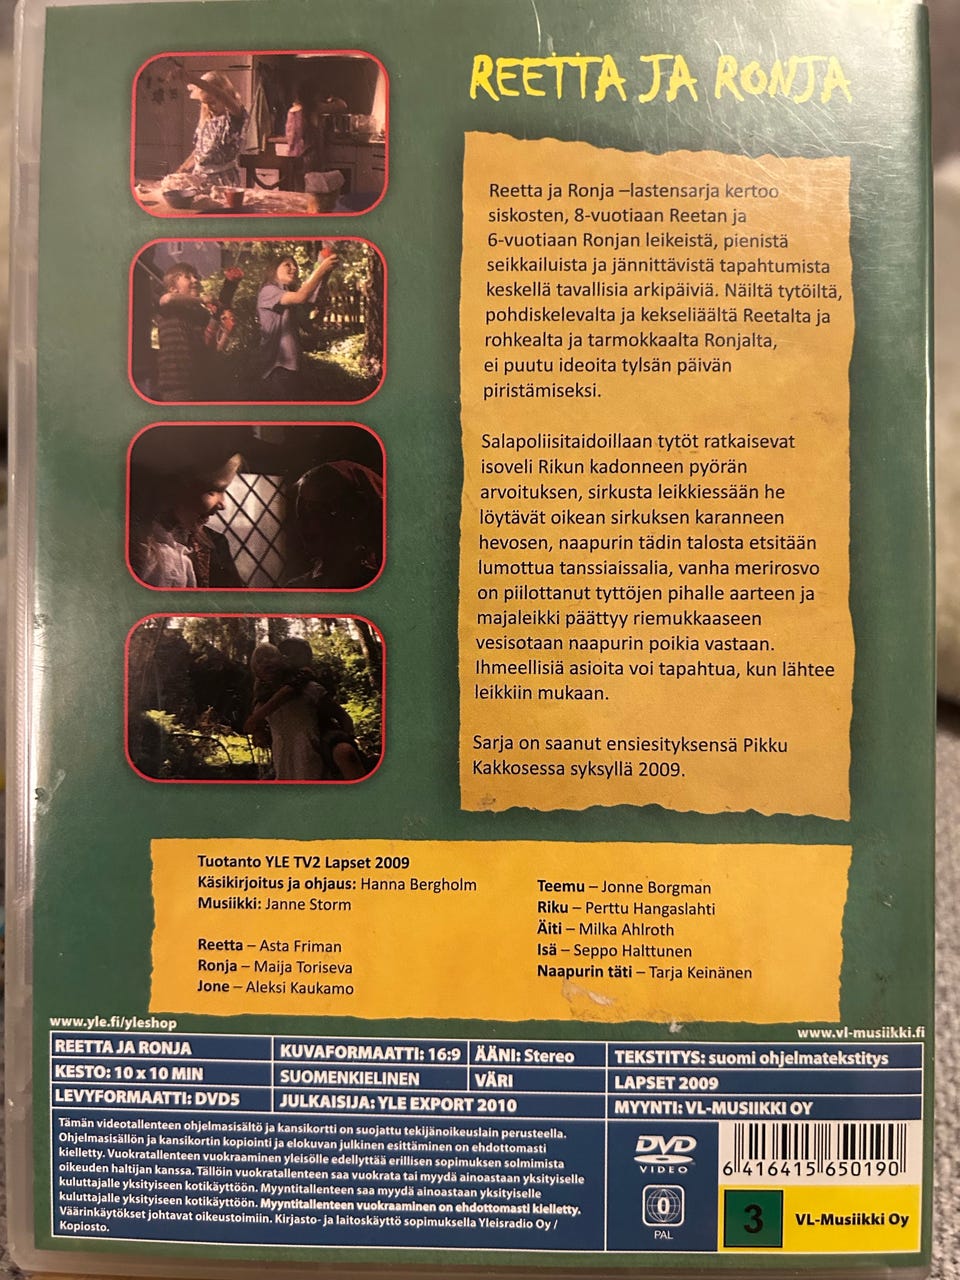 REETTA JA RONJA
Reetta ja Ronja –lastensarja kertoo
siskosten, 8-vuotiaan Reetan ja
6-vuotiaan Ronjan leikeistä, pienistä
seikkailuista ja jännittävistä tapahtumista
keskellä tavallisia arkipäiviä. Näiltä tytöiltä,
pohdiskelevalta ja kekseliäältä Reetalta ja
rohkealta ja tarmokkaalta Ronjalta,
ei puutu ideoita tylsän päivän
piristämiseksi.
Salapoliisitaidoillaan tytöt ratkaisevat
isoveli Rikun kadonneen pyörän
arvoituksen, sirkusta leikkiessään he
löytävät oikean sirkuksen karanneen
hevosen, naapurin tädin talosta etsitään
lumottua tanssiaissalia, vanha merirosvo
on piilottanut tyttöjen pihalle aarteen ja
majaleikki päättyy riemukkaaseen
vesisotaan naapurin poikia vastaan.
Ihmeellisiä asioita voi tapahtua, kun lähtee
leikkiin mukaan.
Sarja on saanut ensiesityksensä Pikku
Kakkosessa syksyllä 2009.
Tuotanto YLE TV2 Lapset 2009
Käsikirjoitus ja ohjaus: Hanna Bergholm
Musiikki: Janne Storm
Reetta – Asta Friman
Ronja – Maija Toriseva
Jone – Aleksi Kaukamo
Teemu – Jonne Borgman
Riku – Perttu Hangaslahti
Äiti – Milka Ahlroth
Isä – Seppo Halttunen
Naapurin täti – Tarja Keinänen
www.yle.fi/yleshop
www.vl-musiikki.fi
REETTA JA RONJA
KUVAFORMAATTI: 16:9
ÄÄNI: Stereo
TEKSTITYS: suomi ohjelmatekstitys
KESTO: 10 x 10 MIN
SUOMENKIELINEN
VÄRI
LAPSET 2009
LEVYFORMAATTI: DVD5
JULKAISIJA: YLE EXPORT 2010
MYYNTI: VL-MUSIIKKI OY
Tämän videotallenteen ohjelmasisältö ja kansikortti on suojattu tekijänoikeuslain perusteella.
Ohjelmasisällön ja kansikortin kopiointi ja elokuvan julkinen esittäminen on ehdottomasti
kielletty. Vuokratallenteen vuokraaminen yleisölle edellyttää erillisen sopimuksen solmimista
oikeuden haltijan kanssa. Tällöin vuokratallenteen saa vuokrata tai myydä ainoastaan yksityiselle
kuluttajalle yksityiseen kotikäyttöön. Myyntitallenteen saa myydä ainoastaan yksityiselle
kuluttajalle yksityiseen kotikäyttöön. Myyntitallenteen vuokraaminen on ehdottomasti kielletty.
Väärinkäytökset johtavat oikeustoimiin. Kirjasto- ja laitoskäyttö sopimuksella Yleisradio Oy /
Kopiosto.
DVD
VIDEO
0
PAL
6 416415 650190
3
VL-Musiikki Oy